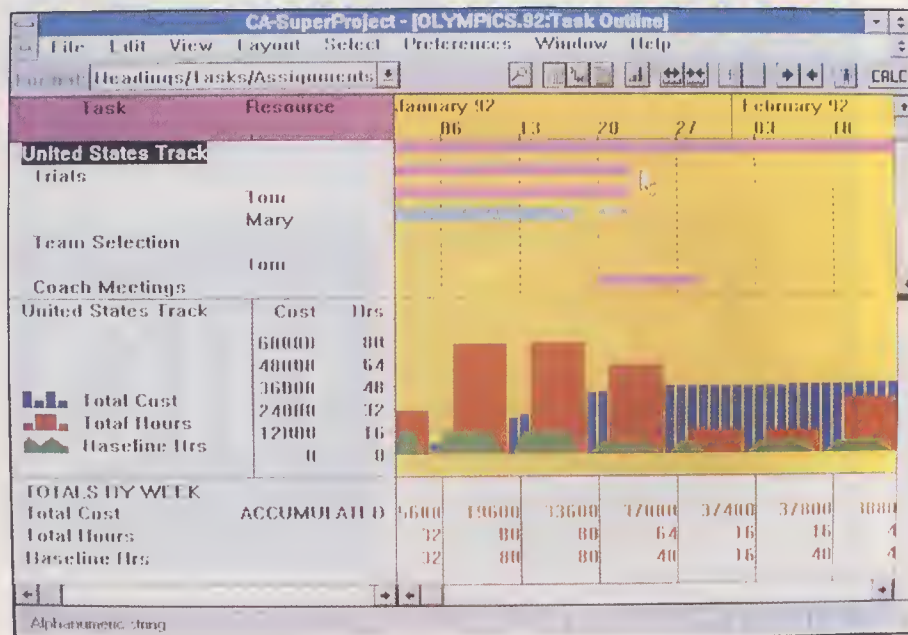 CA-SuperProject - [OLYMPICS.92:Task Outline]
File Edit View Layout Select Preferences Window Help
Format: Headings/Tasks/Assignments CALC
Task Resource January 92 February 92
06 13 20 27 03 10
United States Track
Trials
Tom
Mary
Team Selection
Tom
Coach Meetings
United States Track Cost Hrs
60000 80
48000 64
36000 48
24000 32
12000 16
0 0
Total Cost
Total Hours
Baseline Hrs
TOTALS BY WEEK
Total Cost ACCUMULATED 5600 19600 33600 37000 37400 37800
Total Hours 32 80 80 64 16 16 4
Baseline Hrs 32 80 80 40 16 40 4
Alphanumeric string